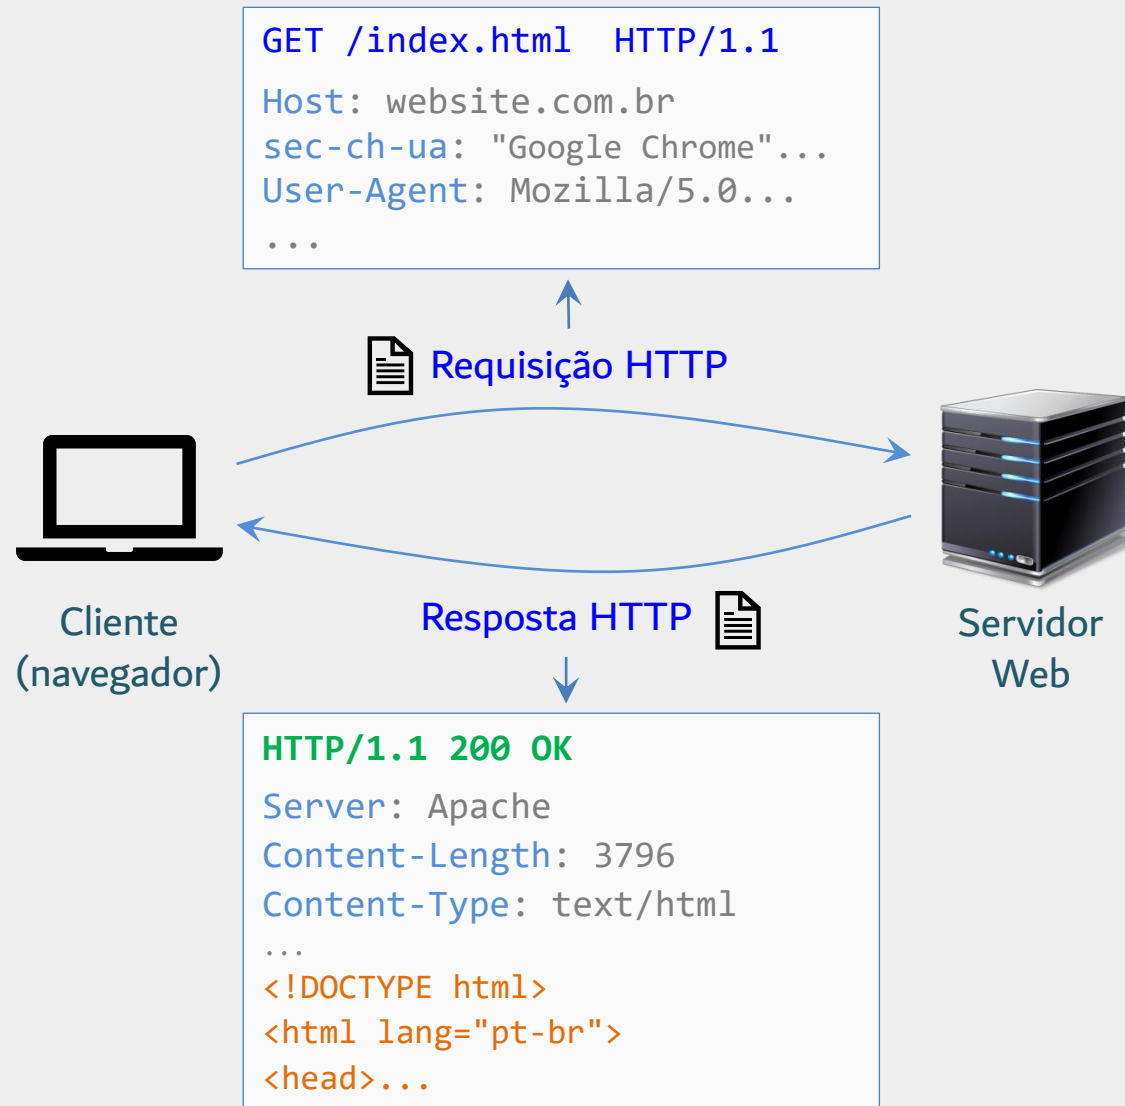 GET /index.html  HTTP/1.1
Host: website.com.br
sec-ch-ua: "Google Chrome"...
User-Agent: Mozilla/5.0...
...
Requisição HTTP
Cliente
(navegador)
Servidor
Web
Resposta HTTP
HTTP/1.1 200 OK
Server: Apache
Content-Length: 3796
Content-Type: text/html
...
<!DOCTYPE html>
<html lang="pt-br">
<head>...